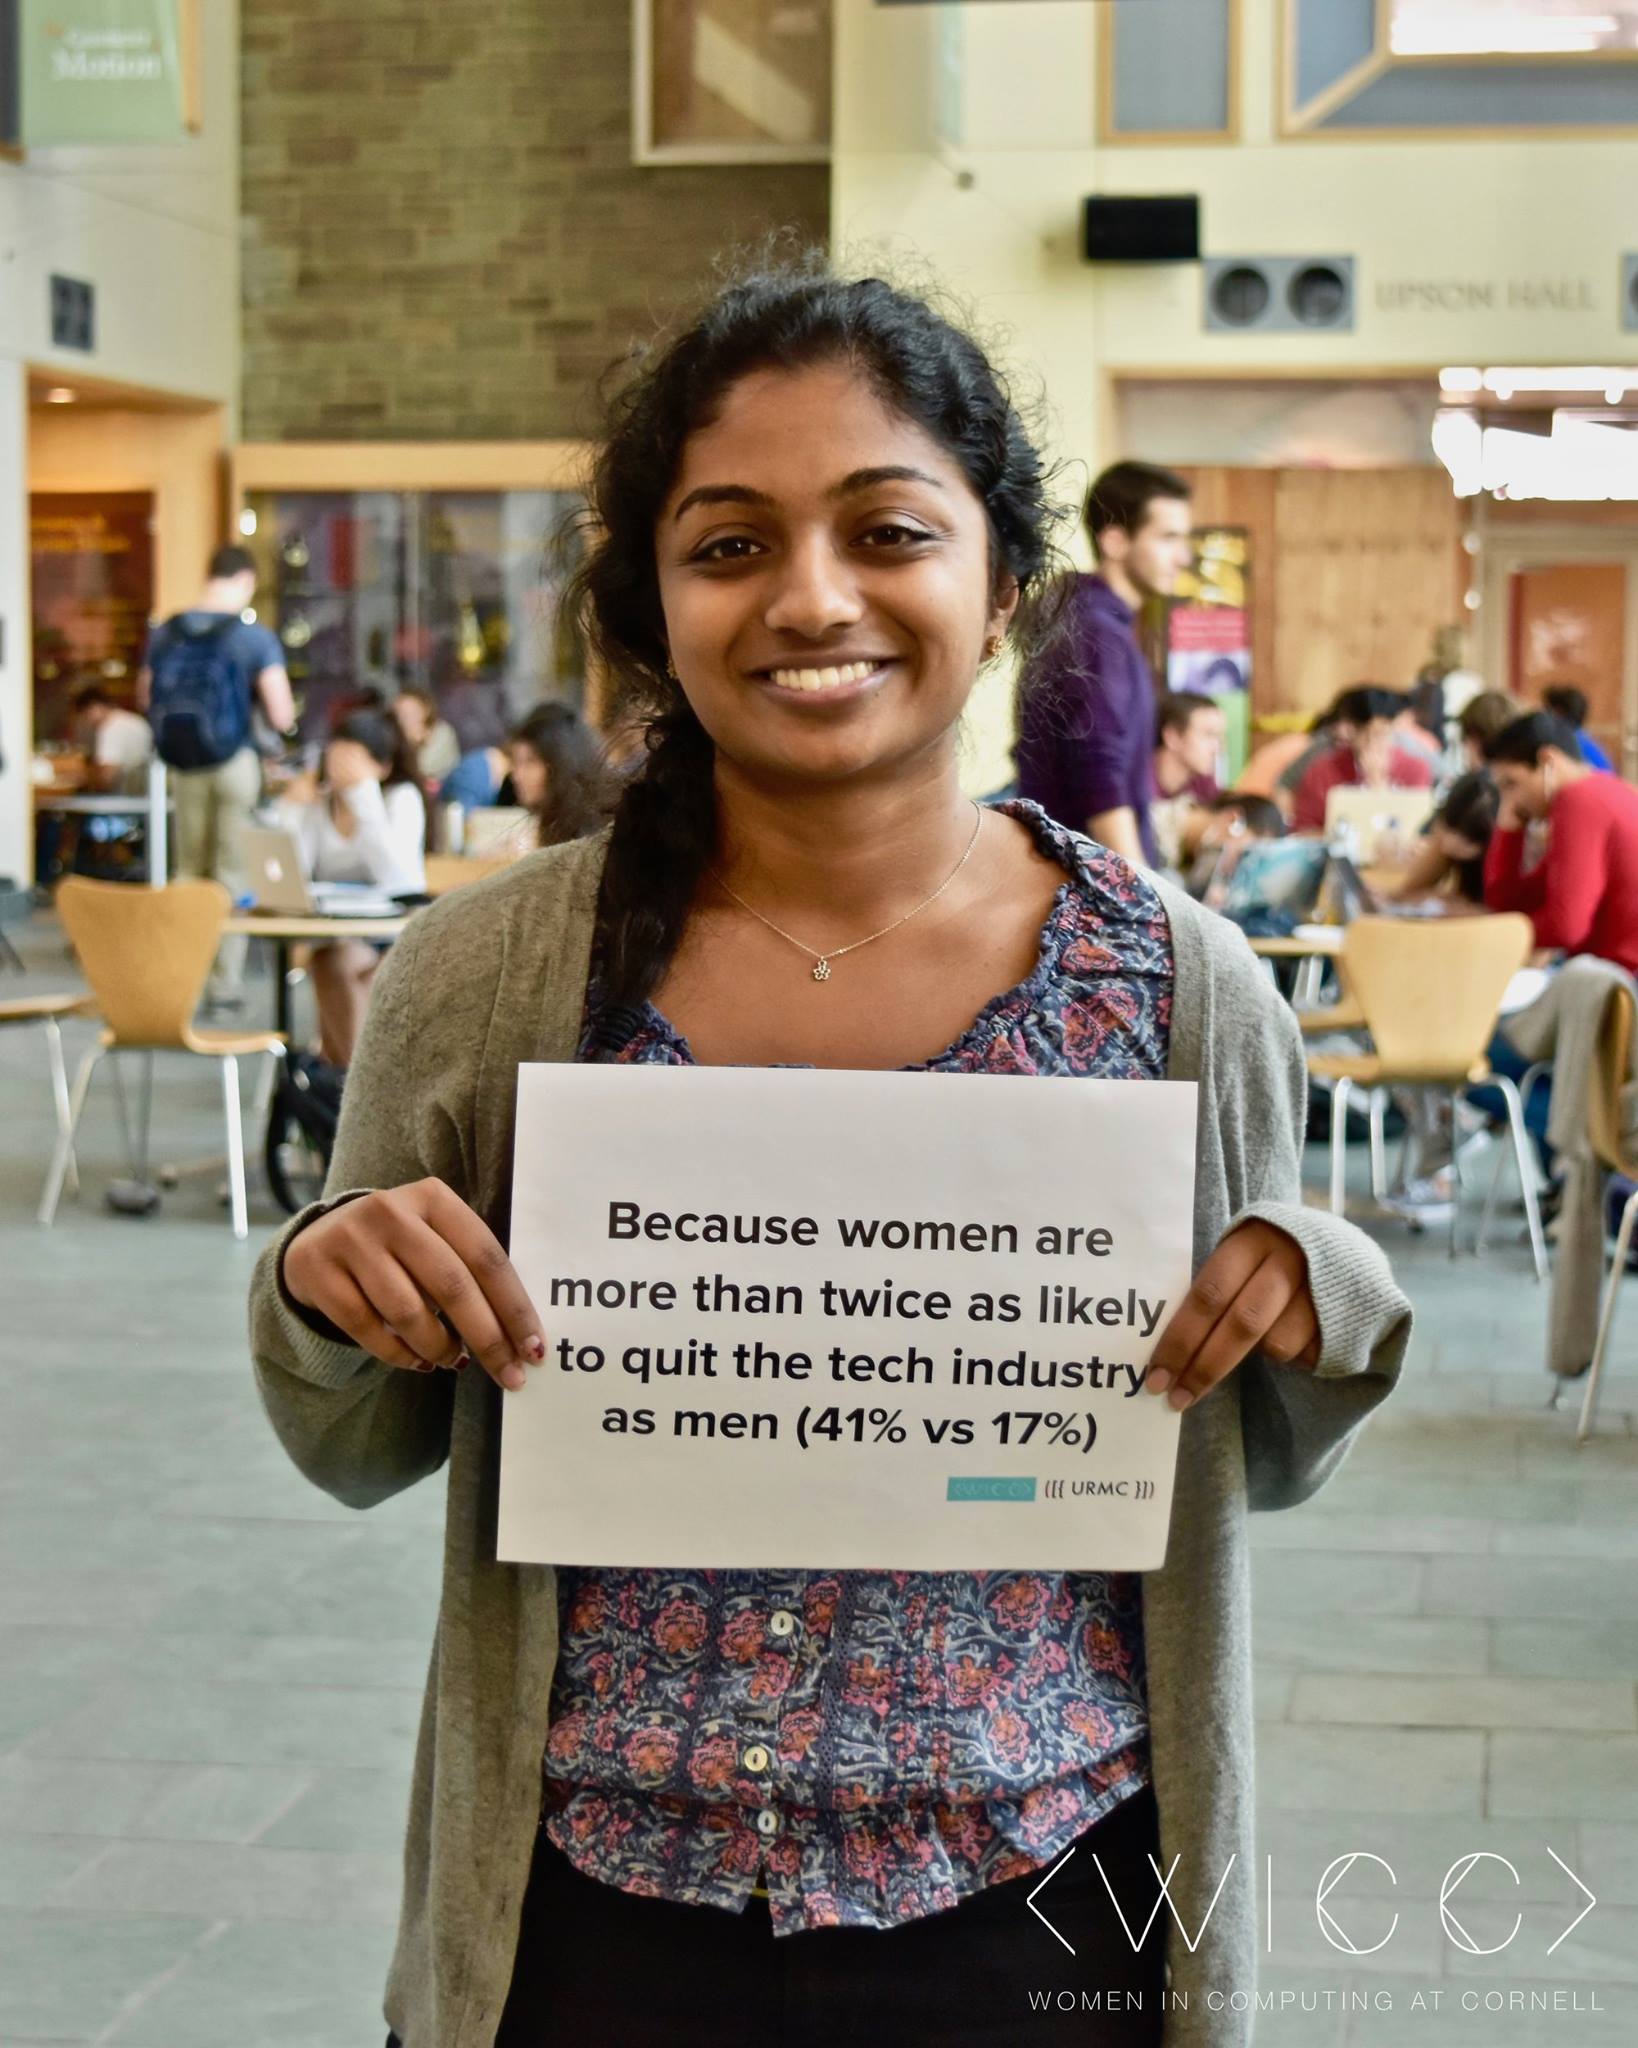 Motion
UPSON HALL
Because women are
more than twice as likely
to quit the tech industry
as men (41% vs 17%)
<WICC> ([{ URMC }])
<WICC>
WOMEN IN COMPUTING AT CORNELL